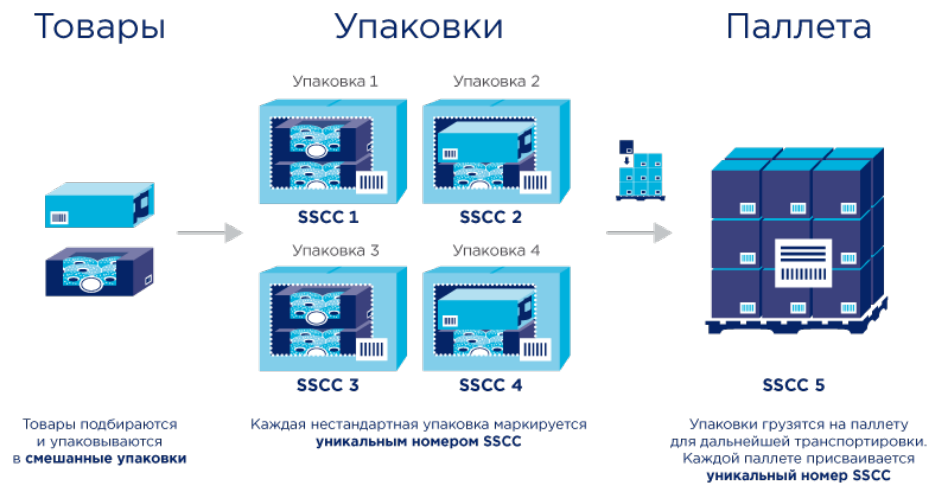 Товары
Упаковки
Паллета
Упаковка 1
Упаковка 2
SSCC 1
SSCC 2
Упаковка 3
Упаковка 4
SSCC 3
SSCC 4
SSCC 5
Товары подбираются
и упаковываются
в смешанные упаковки
Каждая нестандартная упаковка маркируется
уникальным номером SSCC
Упаковки грузятся на паллету
для дальнейшей транспортировки.
Каждой паллете присваивается
уникальный номер SSCC